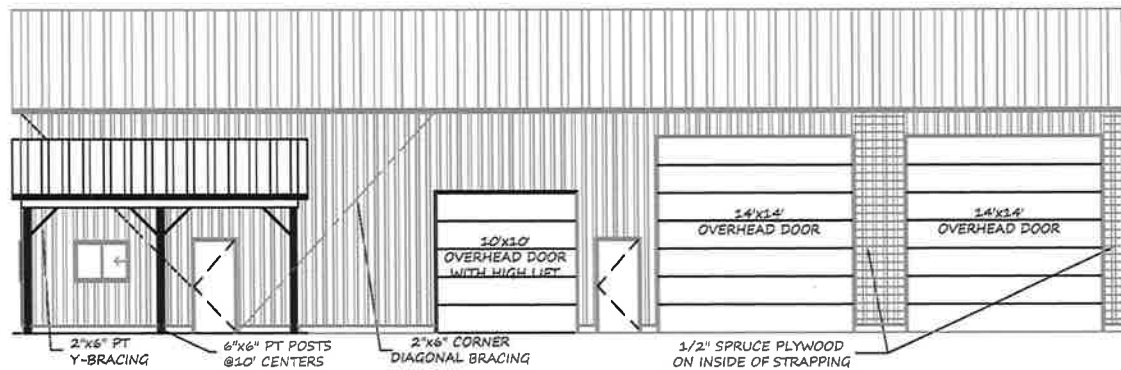 14'x14'
OVERHEAD DOOR
14'x14'
OVERHEAD DOOR
10'x10'
OVERHEAD DOOR
WITH HIGH LIFT
2"x6" PT
Y-BRACING
6"x6" PT POSTS
@10' CENTERS
2"x6" CORNER
DIAGONAL BRACING
1/2" SPRUCE PLYWOOD
ON INSIDE OF STRAPPING